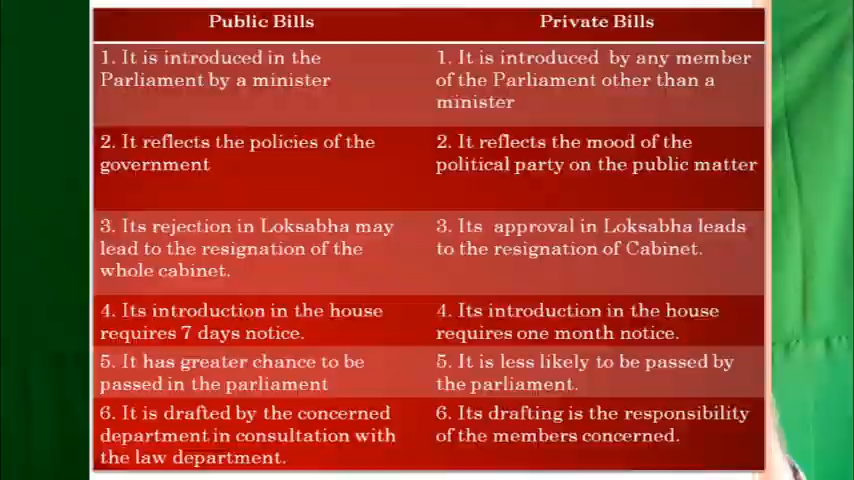 Public Bills
Private Bills
1. It is introduced in the
Parliament by a minister
1. It is introduced by any member
of the Parliament other than a
minister
2. It reflects the policies of the
government
2. It reflects the mood of the
political party on the public matter
3. Its rejection in Loksabha may
lead to the resignation of the
whole cabinet.
3. Its approval in Loksabha leads
to the resignation of Cabinet.
4. Its introduction in the house
requires 7 days notice.
4. Its introduction in the house
requires one month notice.
5. It has greater chance to be
passed in the parliament
5. It is less likely to be passed by
the parliament.
6. It is drafted by the concerned
department in consultation with
the law department.
6. Its drafting is the responsibility
of the members concerned.